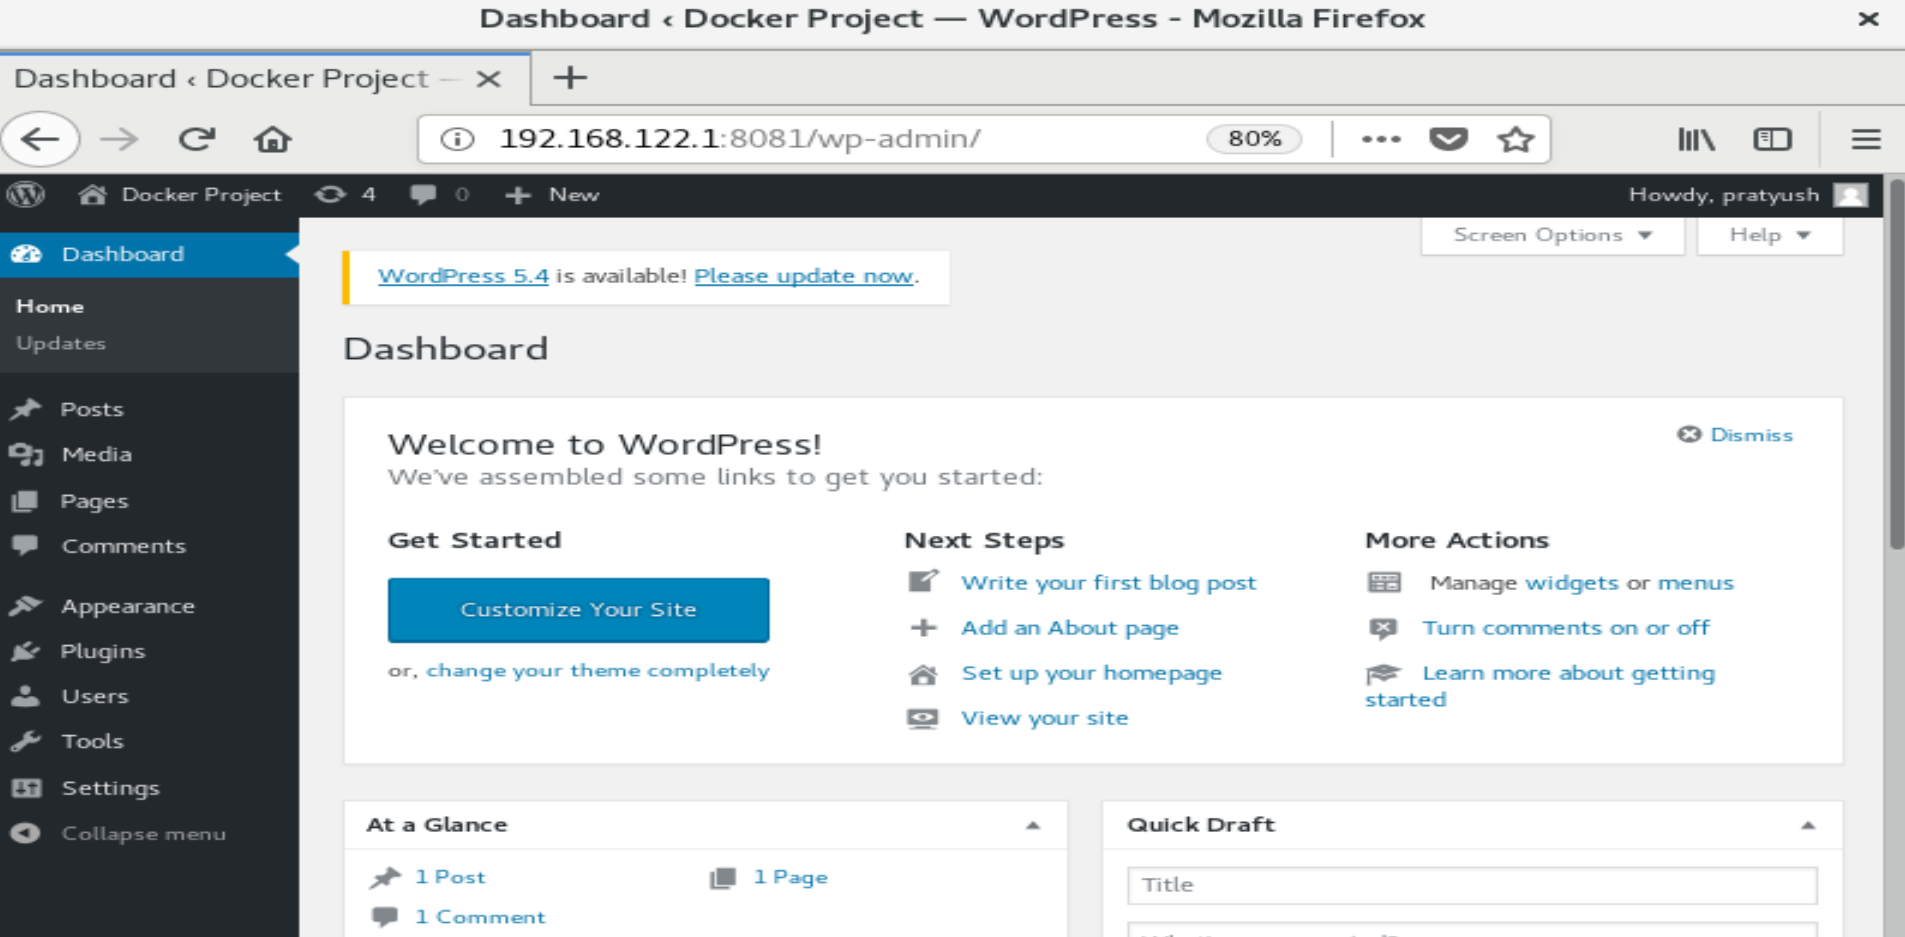 Dashboard ‹ Docker Project — WordPress - Mozilla Firefox
Dashboard ‹ Docker Project —
192.168.122.1:8081/wp-admin/
80%
Docker Project
4
0
New
Howdy, pratyush
Dashboard
Home
Updates
Posts
Media
Pages
Comments
Appearance
Plugins
Users
Tools
Settings
Collapse menu
Screen Options
Help
WordPress 5.4 is available! Please update now.
Dashboard
Welcome to WordPress!
We've assembled some links to get you started:
Dismiss
Get Started
Customize Your Site
or, change your theme completely
Next Steps
Write your first blog post
Add an About page
Set up your homepage
View your site
More Actions
Manage widgets or menus
Turn comments on or off
Learn more about getting
started
At a Glance
1 Post
1 Page
1 Comment
Quick Draft
Title